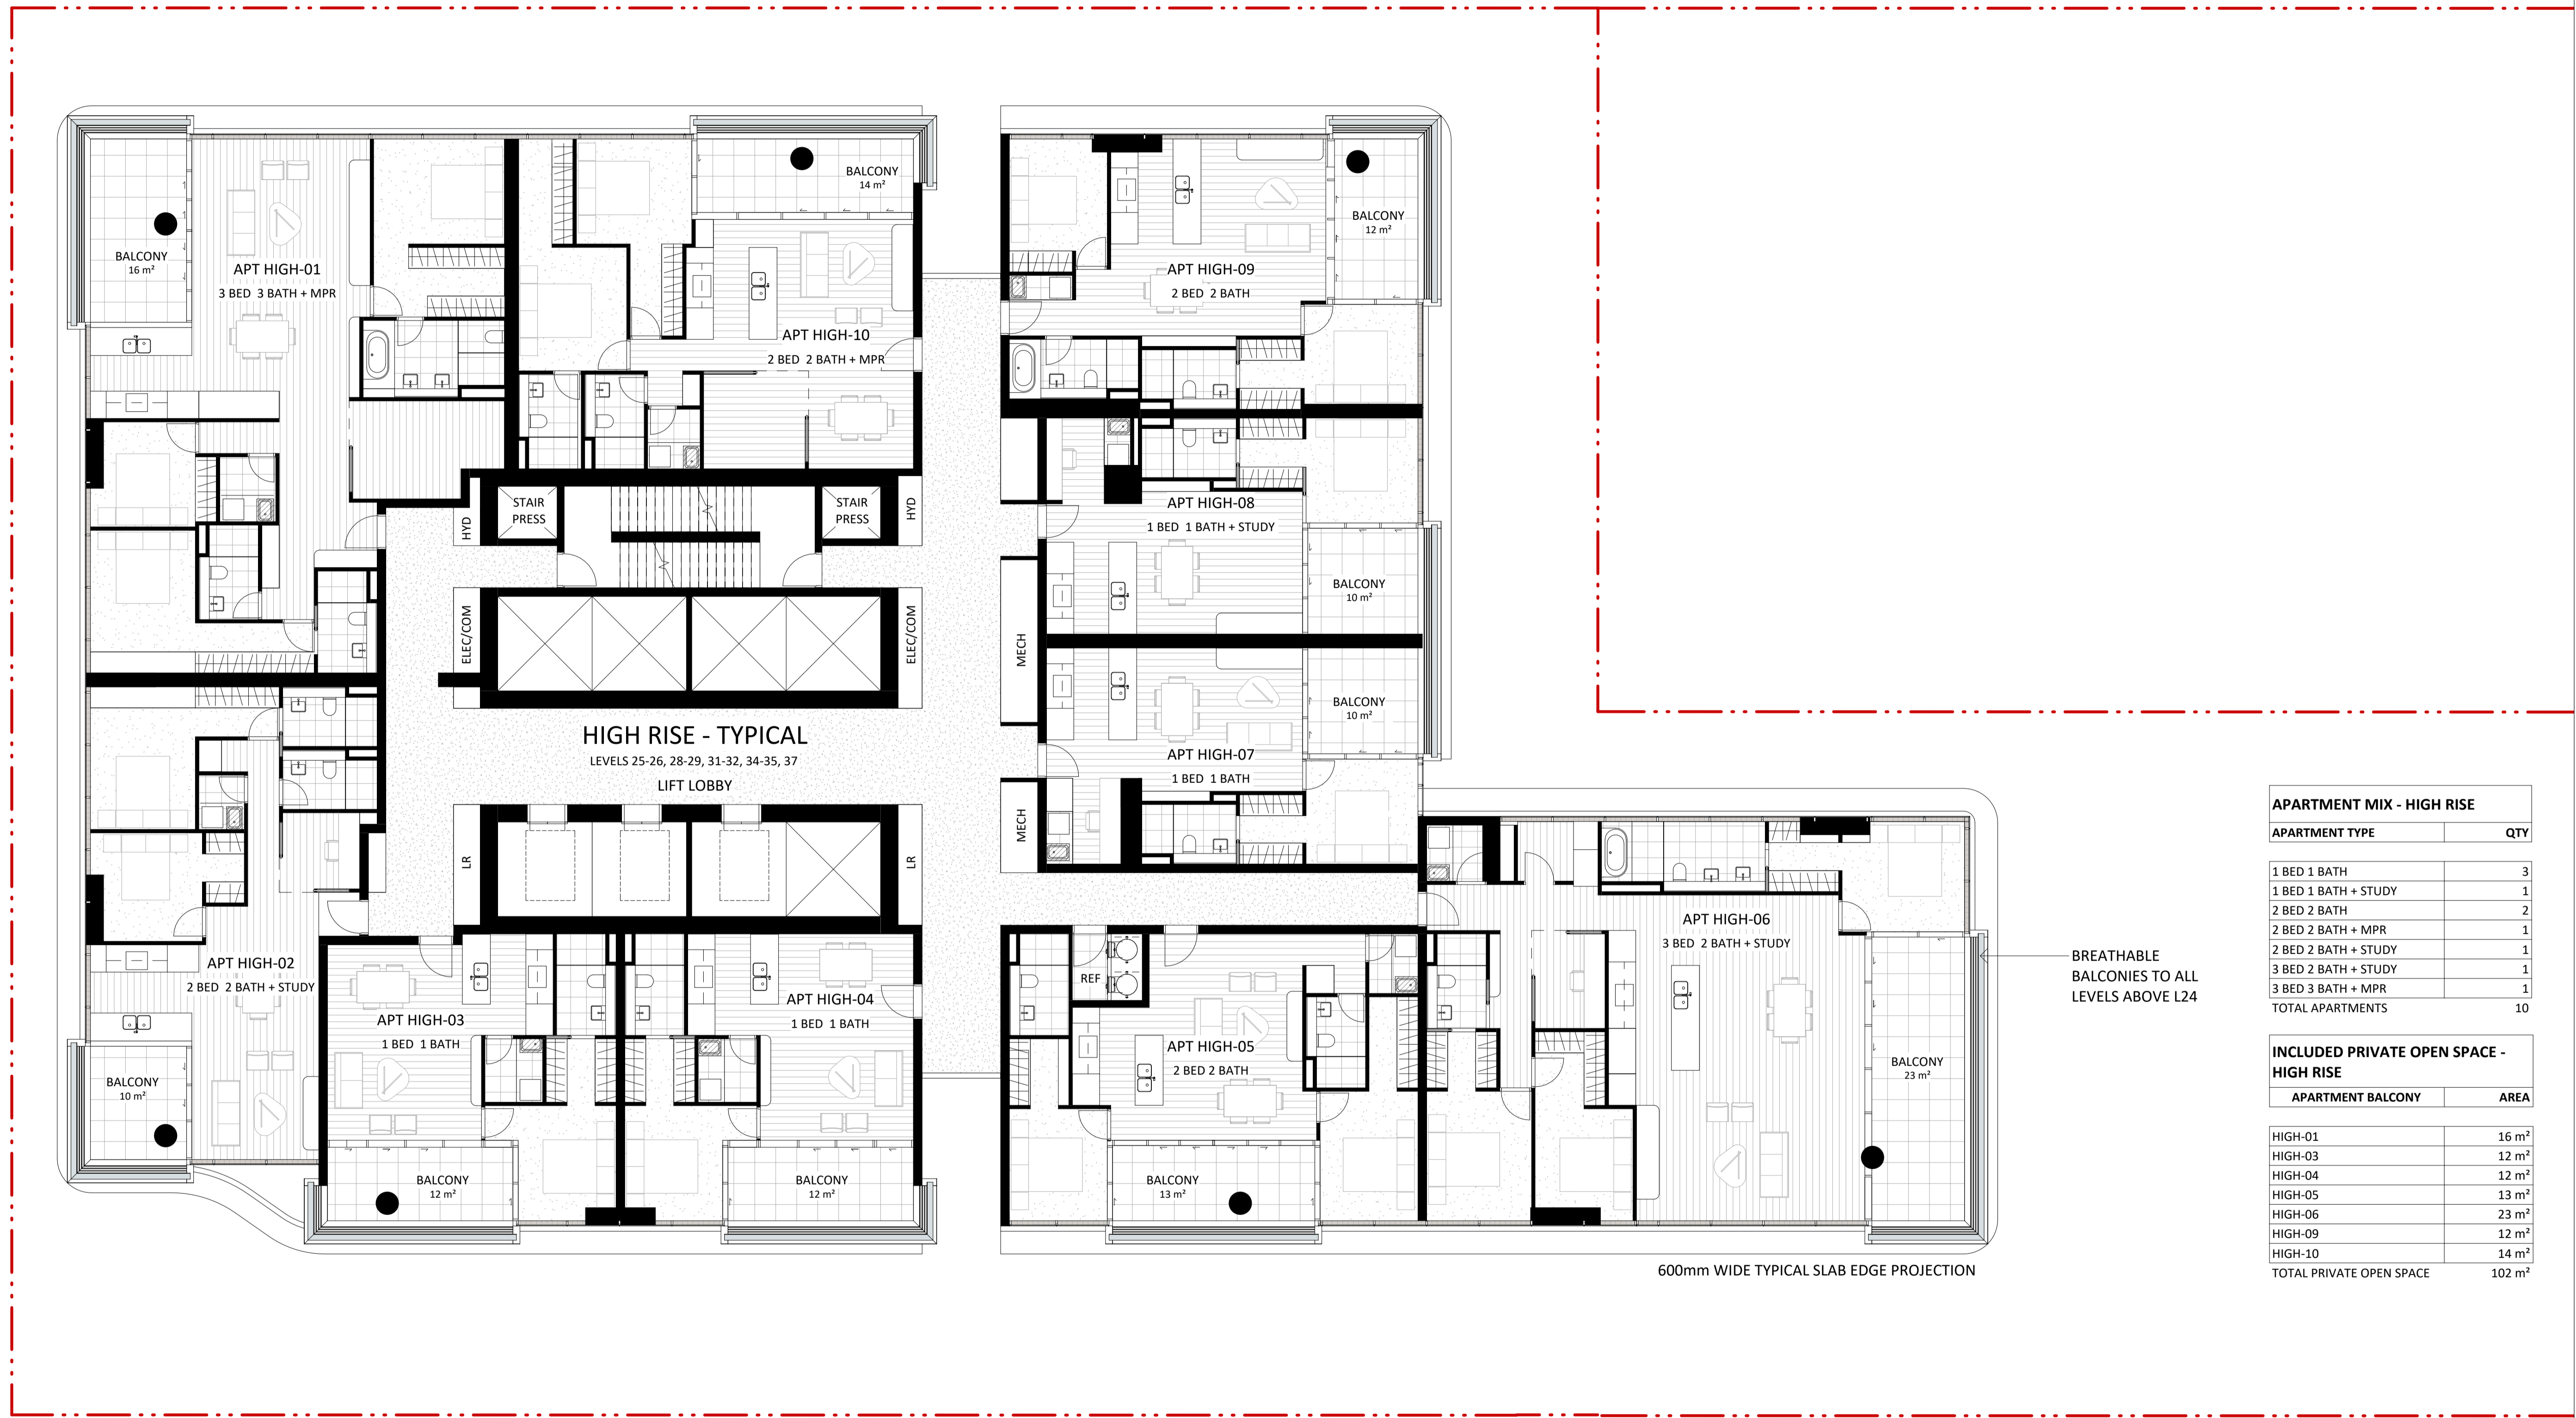 BALCONY
16 m²
APT HIGH-01
3 BED 3 BATH + MPR
BALCONY
14 m²
APT HIGH-10
2 BED 2 BATH + MPR
BALCONY
12 m²
APT HIGH-09
2 BED 2 BATH
STAIR
PRESS
STAIR
PRESS
HYD
HYD
APT HIGH-08
1 BED 1 BATH + STUDY
BALCONY
10 m²
ELEC/COM
ELEC/COM
MECH
BALCONY
10 m²
APT HIGH-07
1 BED 1 BATH
HIGH RISE - TYPICAL
LEVELS 25-26, 28-29, 31-32, 34-35, 37
LIFT LOBBY
LR
LR
MECH
APT HIGH-02
2 BED 2 BATH + STUDY
BALCONY
10 m²
APT HIGH-03
1 BED 1 BATH
BALCONY
12 m²
APT HIGH-04
1 BED 1 BATH
BALCONY
12 m²
REF
APT HIGH-05
2 BED 2 BATH
BALCONY
13 m²
APT HIGH-06
3 BED 2 BATH + STUDY
BALCONY
23 m²
BREATHABLE
BALCONIES TO ALL
LEVELS ABOVE L24
600mm WIDE TYPICAL SLAB EDGE PROJECTION
APARTMENT MIX - HIGH RISE
APARTMENT TYPE QTY
1 BED 1 BATH 3
1 BED 1 BATH + STUDY 1
2 BED 2 BATH 2
2 BED 2 BATH + MPR 1
2 BED 2 BATH + STUDY 1
3 BED 2 BATH + STUDY 1
3 BED 3 BATH + MPR 1
TOTAL APARTMENTS 10
INCLUDED PRIVATE OPEN SPACE -
HIGH RISE
APARTMENT BALCONY AREA
HIGH-01 16 m²
HIGH-03 12 m²
HIGH-04 12 m²
HIGH-05 13 m²
HIGH-06 23 m²
HIGH-09 12 m²
HIGH-10 14 m²
TOTAL PRIVATE OPEN SPACE 102 m²